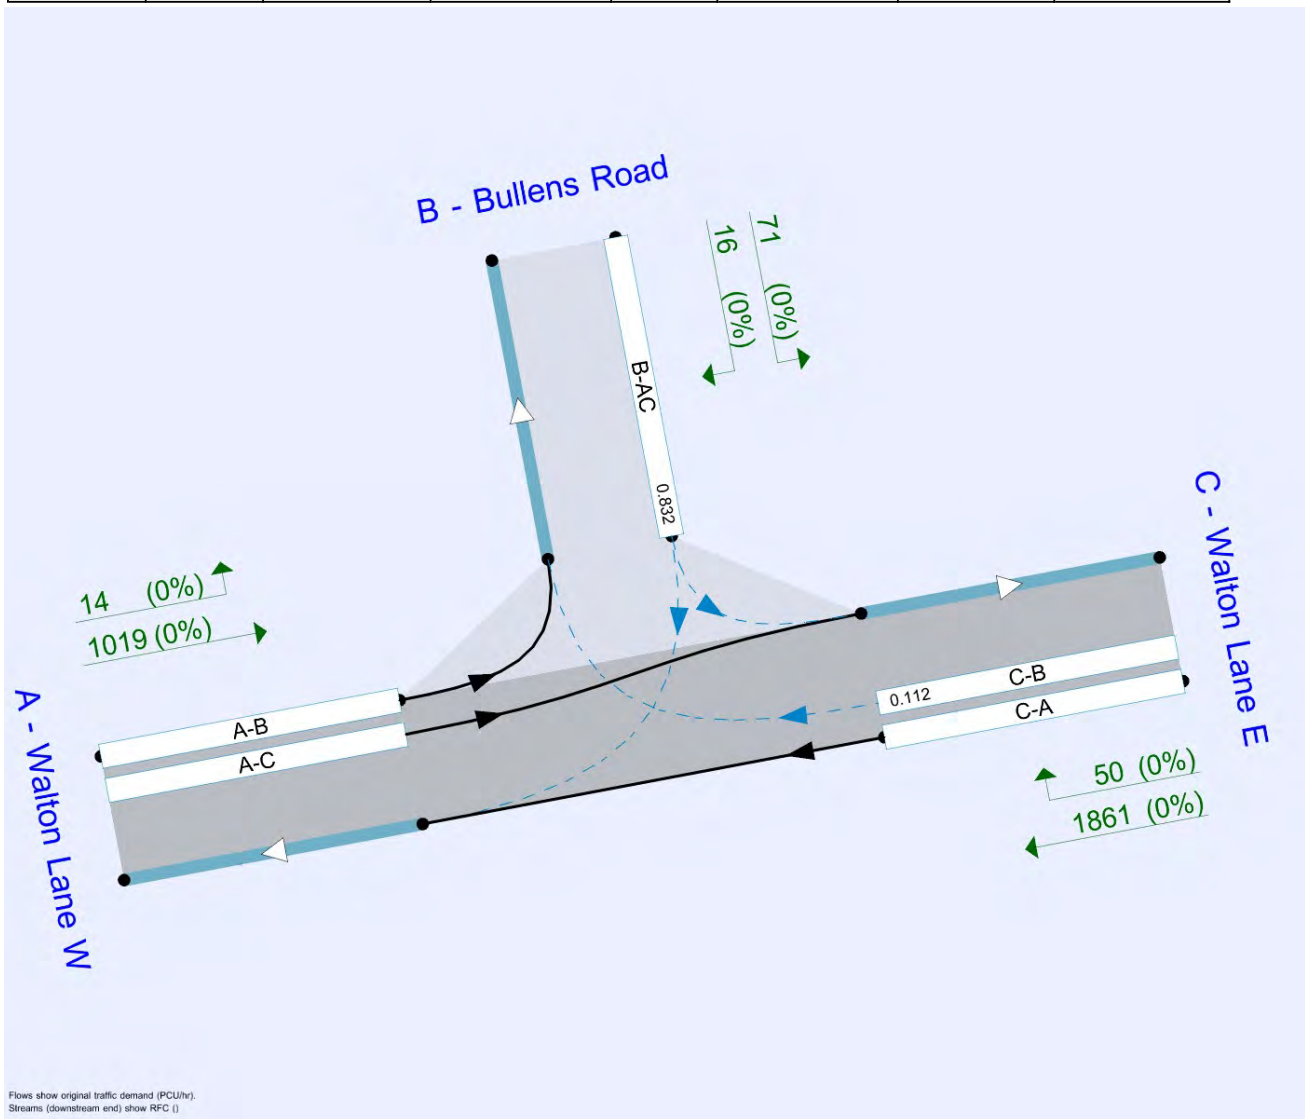 B - Bullens Road
71 (0%)
16 (0%)
B-AC
0.832
14 (0%)
1019 (0%)
A - Walton Lane W
A-B
A-C
C - Walton Lane E
C-B
0.112
C-A
50 (0%)
1861 (0%)
Flows show original traffic demand (PCU/hr).
Streams (downstream end) show RFC ()